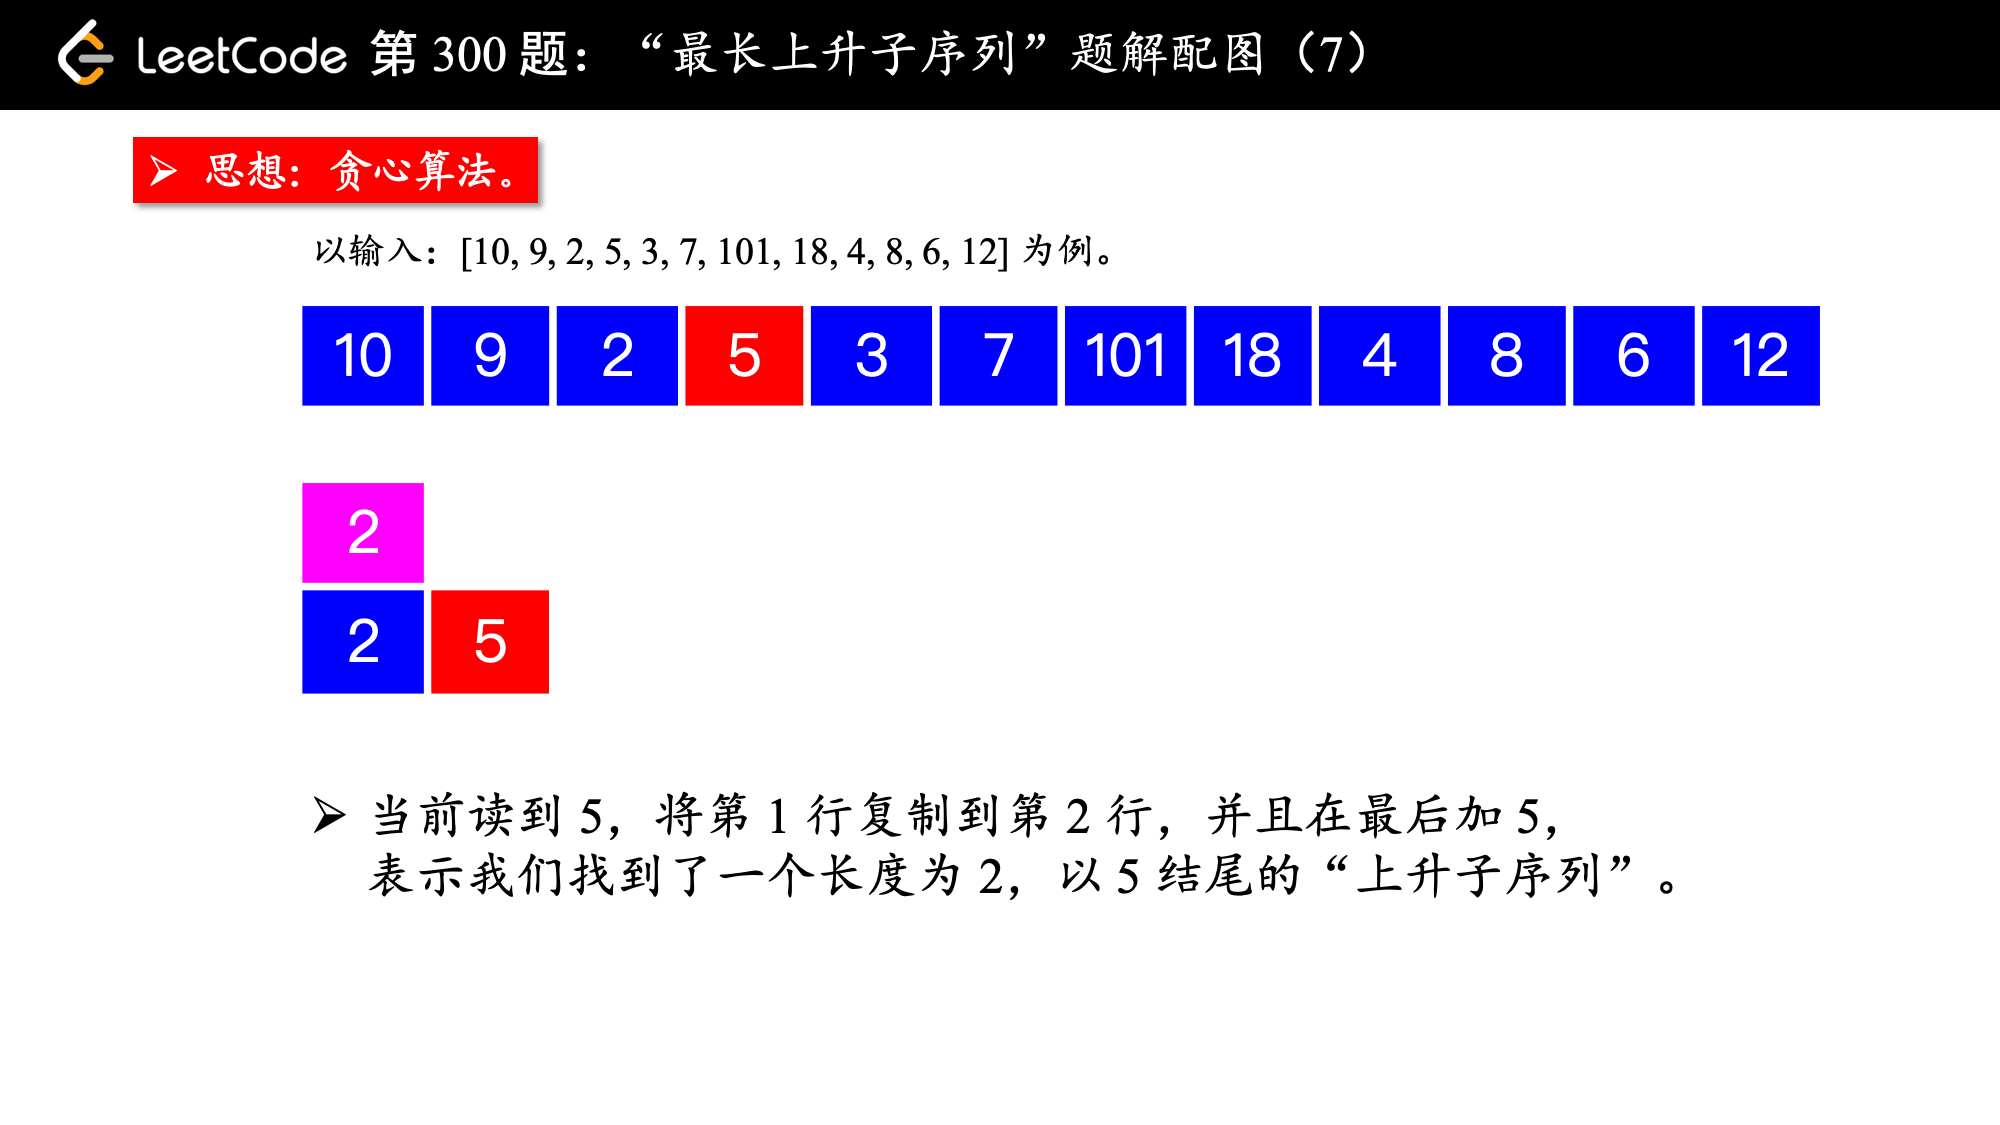 LeetCode 第 300 题：“最长上升子序列”题解配图（7）
➢ 思想：贪心算法。
以输入：[10, 9, 2, 5, 3, 7, 101, 18, 4, 8, 6, 12] 为例。
10 9 2 5 3 7 101 18 4 8 6 12
2
2 5
➢ 当前读到 5，将第 1 行复制到第 2 行，并且在最后加 5，
表示我们找到了一个长度为 2，以 5 结尾的“上升子序列”。